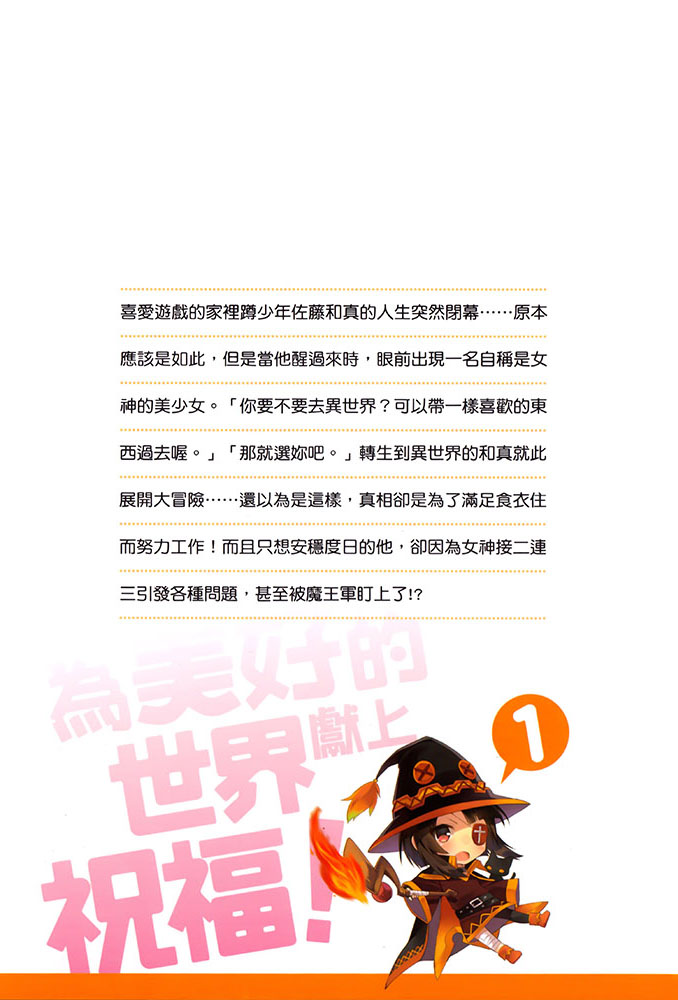 喜愛遊戲的家裡蹲少年佐藤和真的人生突然閉幕……原本
應該是如此，但是當他醒過來時，眼前出現一名自稱是女
神的美少女。「你要不要去異世界？可以帶一樣喜歡的東
西過去喔。」「那就選妳吧。」轉生到異世界的和真就此
展開大冒險……還以為是這樣，真相卻是為了滿足食衣住
而努力工作！而且只想安穩度日的他，卻因為女神接二連
三引發各種問題，甚至被魔王軍盯上了!?
為美好的
世界獻上
祝福！
1